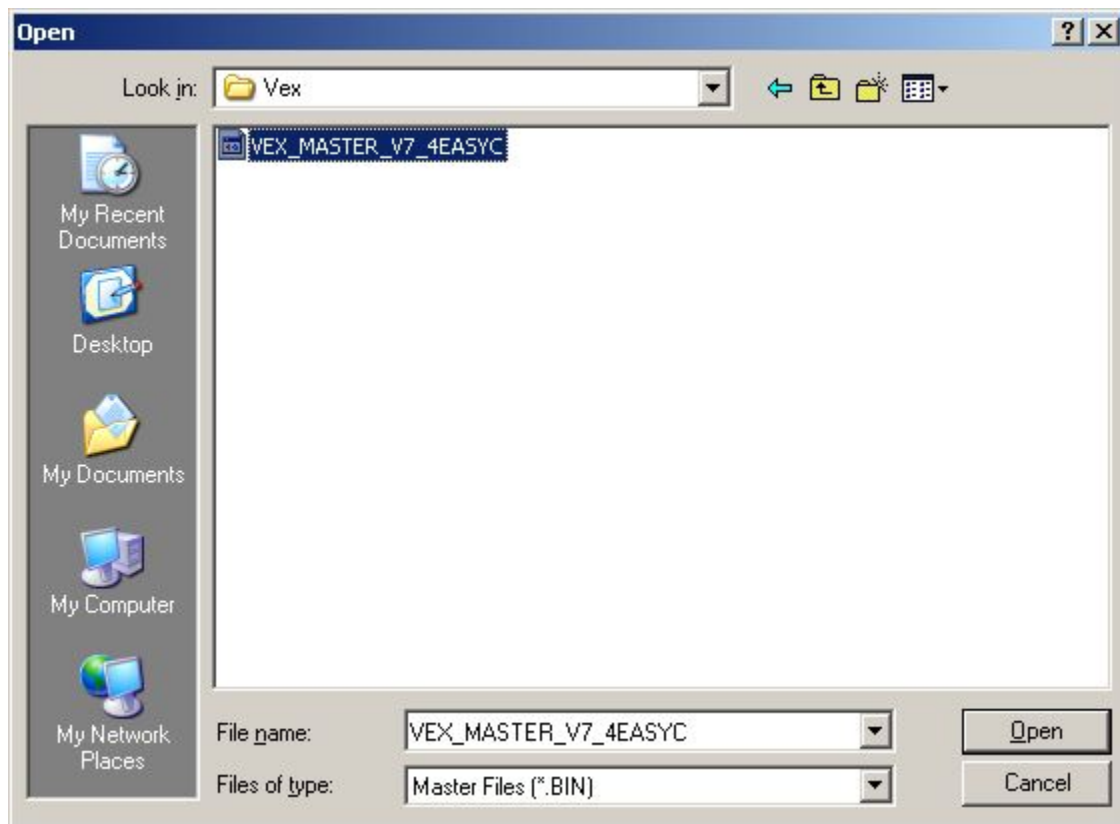 Open
Look in:
Vex
VEX_MASTER_V7_4EASYC
My Recent
Documents
Desktop
My Documents
My Computer
My Network
Places
File name:
VEX_MASTER_V7_4EASYC
Open
Files of type:
Master Files (*.BIN)
Cancel